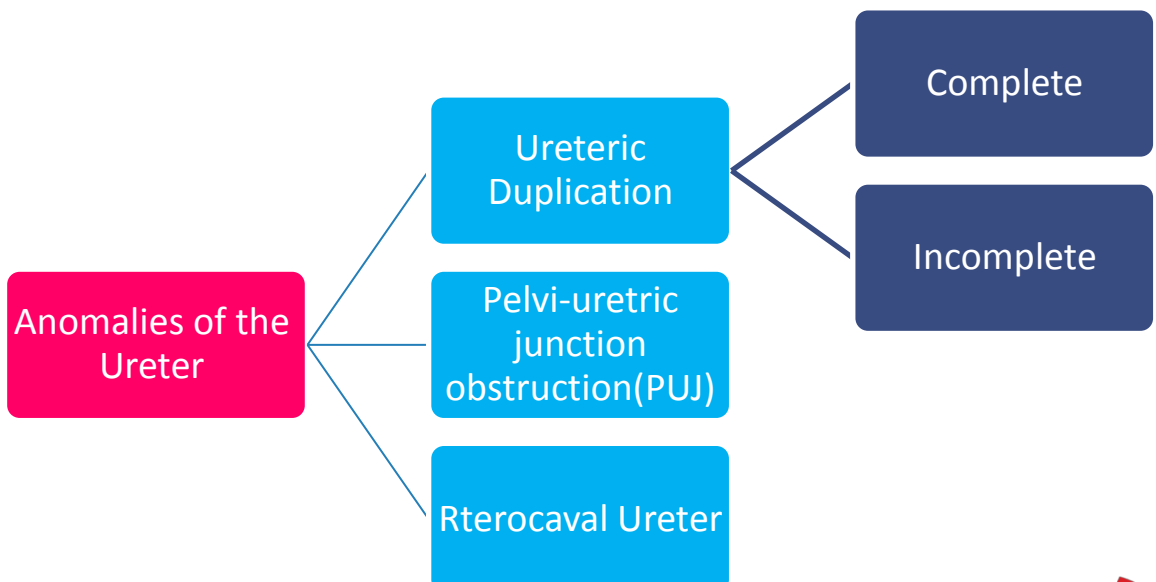 Anomalies of the
Ureter
Ureteric
Duplication
Complete
Incomplete
Pelvi-uretric
junction
obstruction(PUJ)
Rterocaval Ureter